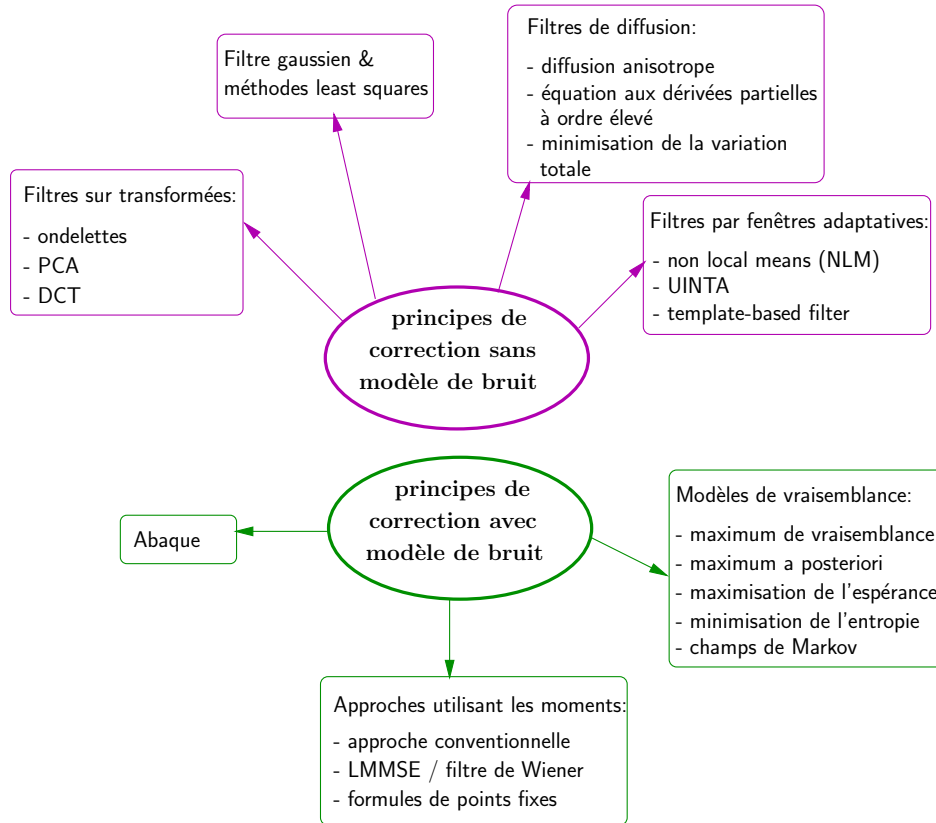 Filtres de diffusion:
- diffusion anisotrope
- équation aux dérivées partielles
à ordre élevé
- minimisation de la variation
totale
Filtre gaussien &
méthodes least squares
Filtres sur transformées:
- ondelettes
- PCA
- DCT
Filtres par fenêtres adaptatives:
- non local means (NLM)
- UINTA
- template-based filter
principes de
correction sans
modèle de bruit
principes de
correction avec
modèle de bruit
Abaque
Modèles de vraisemblance:
- maximum de vraisemblance
- maximum a posteriori
- maximisation de l'espérance
- minimisation de l'entropie
- champs de Markov
Approches utilisant les moments:
- approche conventionnelle
- LMMSE / filtre de Wiener
- formules de points fixes